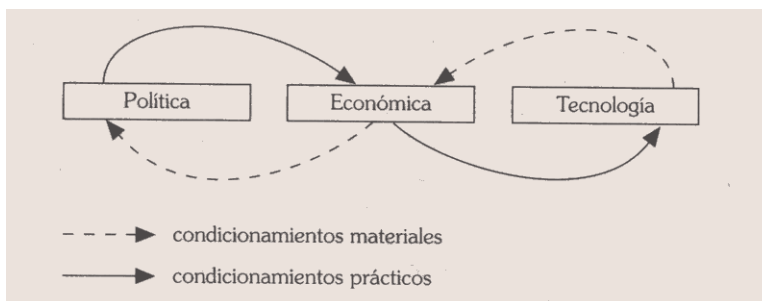 Política
Económica
Tecnología
condicionamientos materiales
condicionamientos prácticos